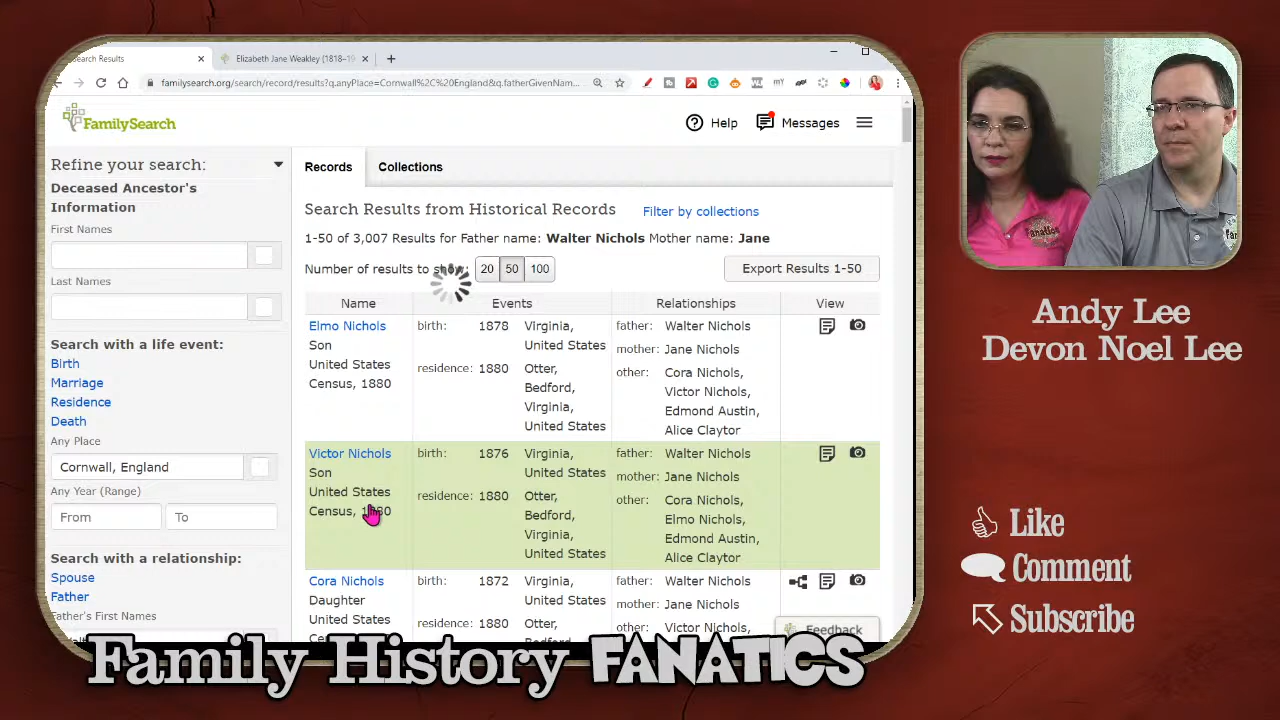 Search Results
Elizabeth Jane Weakley (1818–19
familysearch.org/search/record/results?q.anyPlace=Cornwall%2C%20England&q.fatherGivenNam...
FamilySearch
Help
Messages
Refine your search:
Deceased Ancestor's
Information
First Names
Last Names
Search with a life event:
Birth
Marriage
Residence
Death
Any Place
Cornwall, England
Any Year (Range)
From
To
Search with a relationship:
Spouse
Father
Father's First Names
Records
Collections
Search Results from Historical Records
Filter by collections
1-50 of 3,007 Results for Father name: Walter Nichols Mother name: Jane
Number of results to show:
20
50
100
Export Results 1-50
Name
Events
Relationships
View
Elmo Nichols
Son
United States
Census, 1880
birth:
1878
Virginia,
United States
residence:
1880
Otter,
Bedford,
Virginia,
United States
father: Walter Nichols
mother: Jane Nichols
other: Cora Nichols,
Victor Nichols,
Edmond Austin,
Alice Claytor
Victor Nichols
Son
United States
Census, 1880
birth:
1876
Virginia,
United States
residence:
1880
Otter,
Bedford,
Virginia,
United States
father: Walter Nichols
mother: Jane Nichols
other: Cora Nichols,
Elmo Nichols,
Edmond Austin,
Alice Claytor
Cora Nichols
Daughter
United States
birth:
1872
Virginia,
United States
residence:
1880
Otter,
father: Walter Nichols
mother: Jane Nichols
other: Victor Nichols,
Feedback
Family History FANATICS
Fanatics
Andy Lee
Devon Noel Lee
Like
Comment
Subscribe